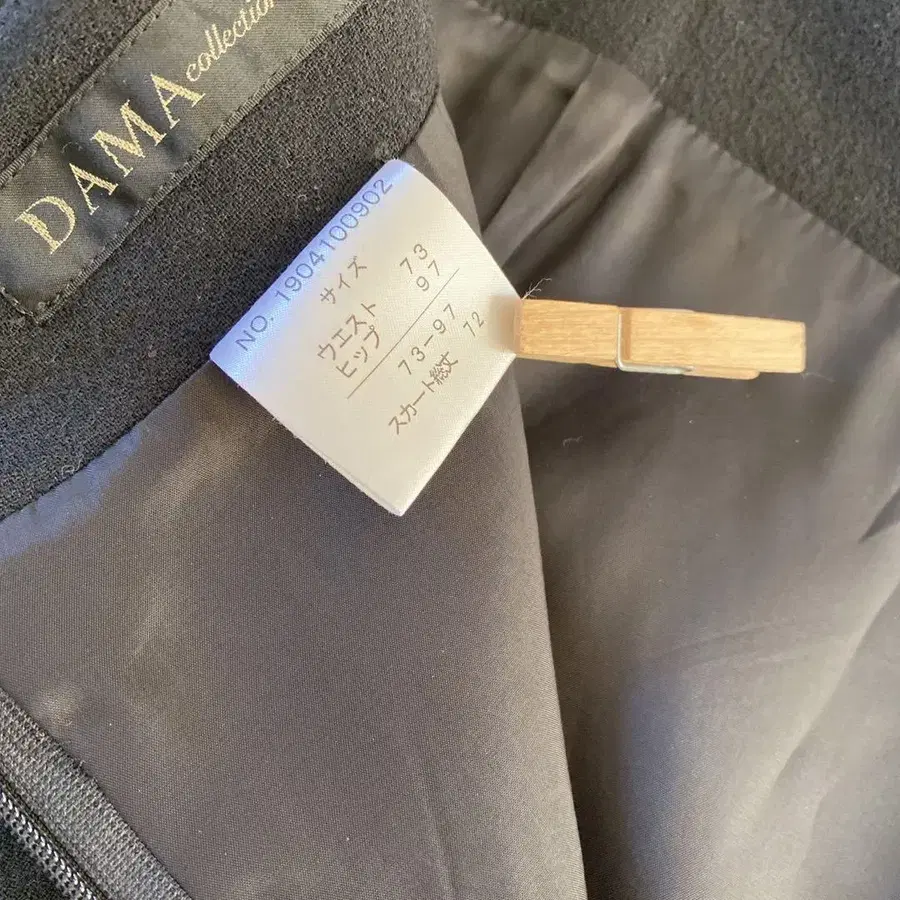 DAMA collection
NO. 1904100902
サイズ
ウエスト 73
ヒップ 97
73-97
スカート総丈 72